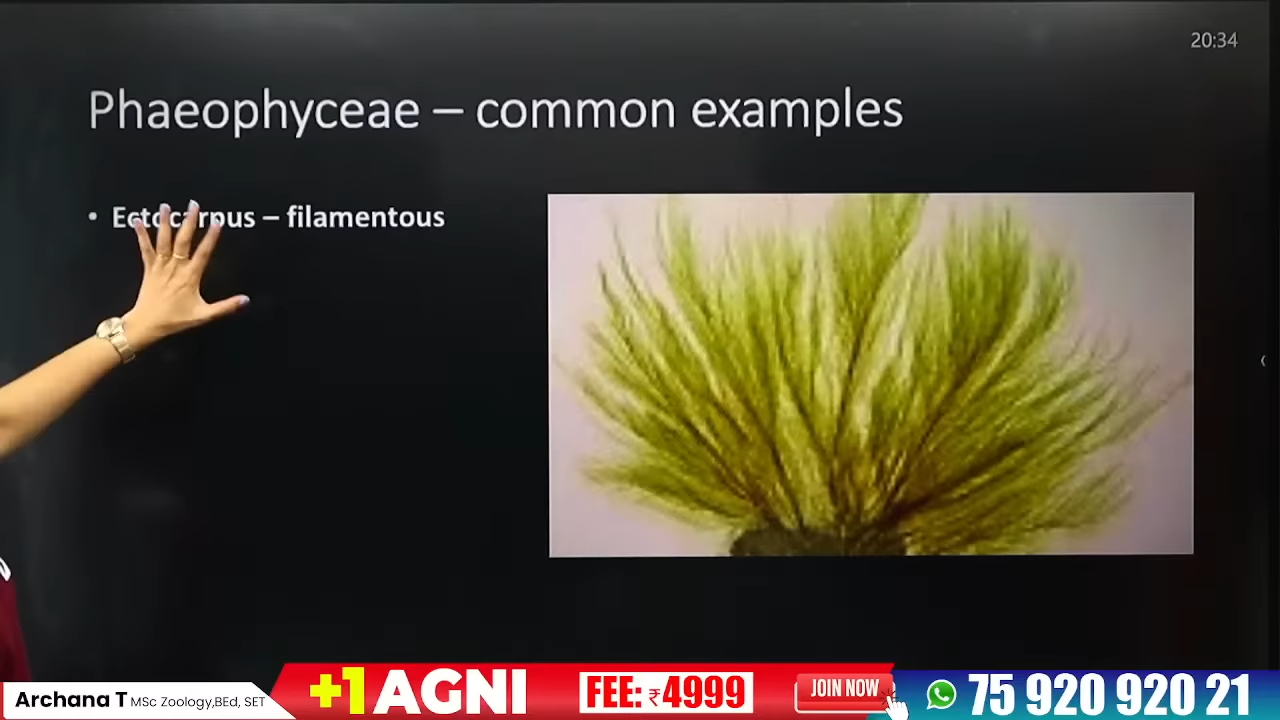 20:34
Phaeophyceae – common examples
• Ectocarpus – filamentous
Archana T MSc Zoology,BEd, SET
+1 AGNI
FEE: ₹4999
JOIN NOW
75 920 920 21